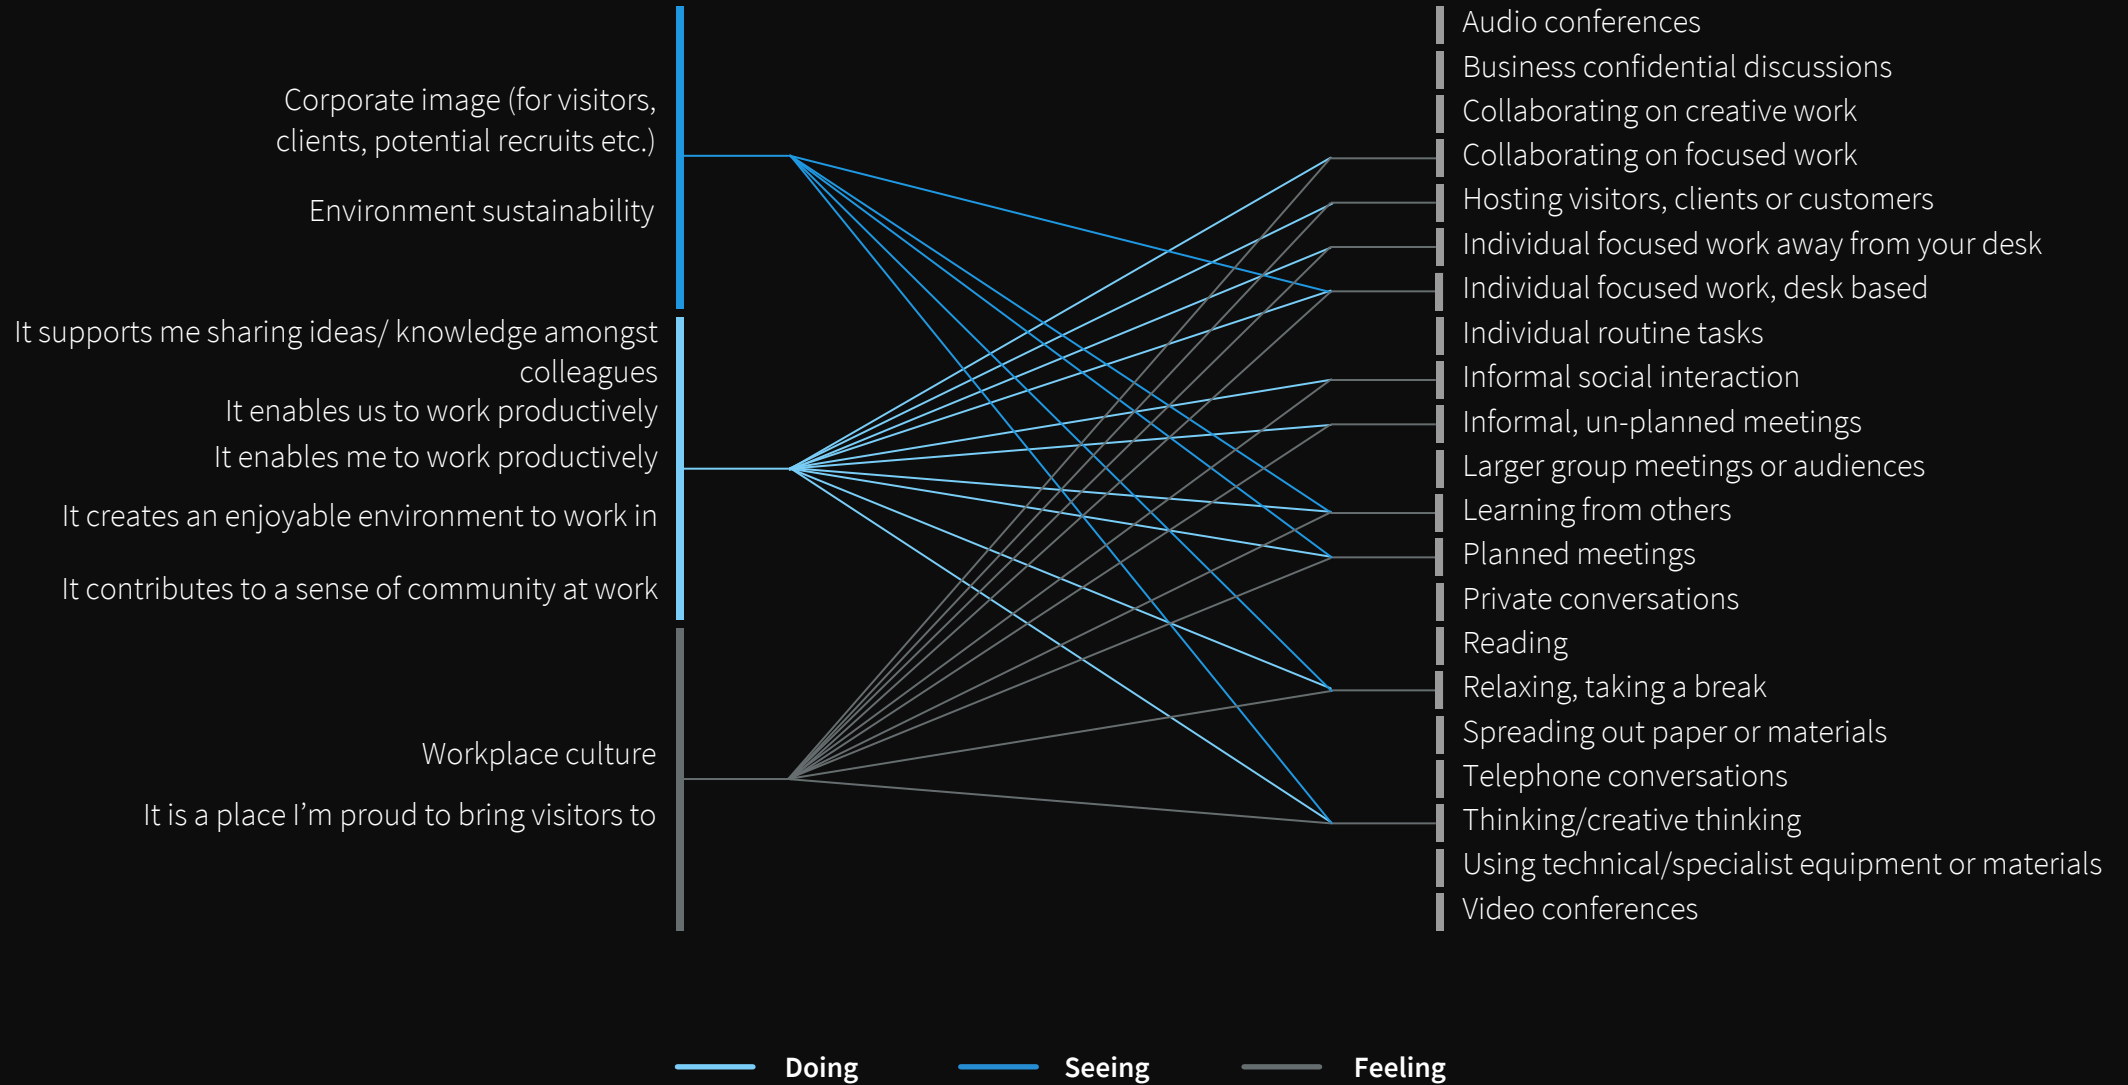 Corporate image (for visitors,
clients, potential recruits etc.)
Environment sustainability
It supports me sharing ideas/ knowledge amongst
colleagues
It enables us to work productively
It enables me to work productively
It creates an enjoyable environment to work in
It contributes to a sense of community at work
Workplace culture
It is a place I’m proud to bring visitors to
Audio conferences
Business confidential discussions
Collaborating on creative work
Collaborating on focused work
Hosting visitors, clients or customers
Individual focused work away from your desk
Individual focused work, desk based
Individual routine tasks
Informal social interaction
Informal, un-planned meetings
Larger group meetings or audiences
Learning from others
Planned meetings
Private conversations
Reading
Relaxing, taking a break
Spreading out paper or materials
Telephone conversations
Thinking/creative thinking
Using technical/specialist equipment or materials
Video conferences
Doing
Seeing
Feeling